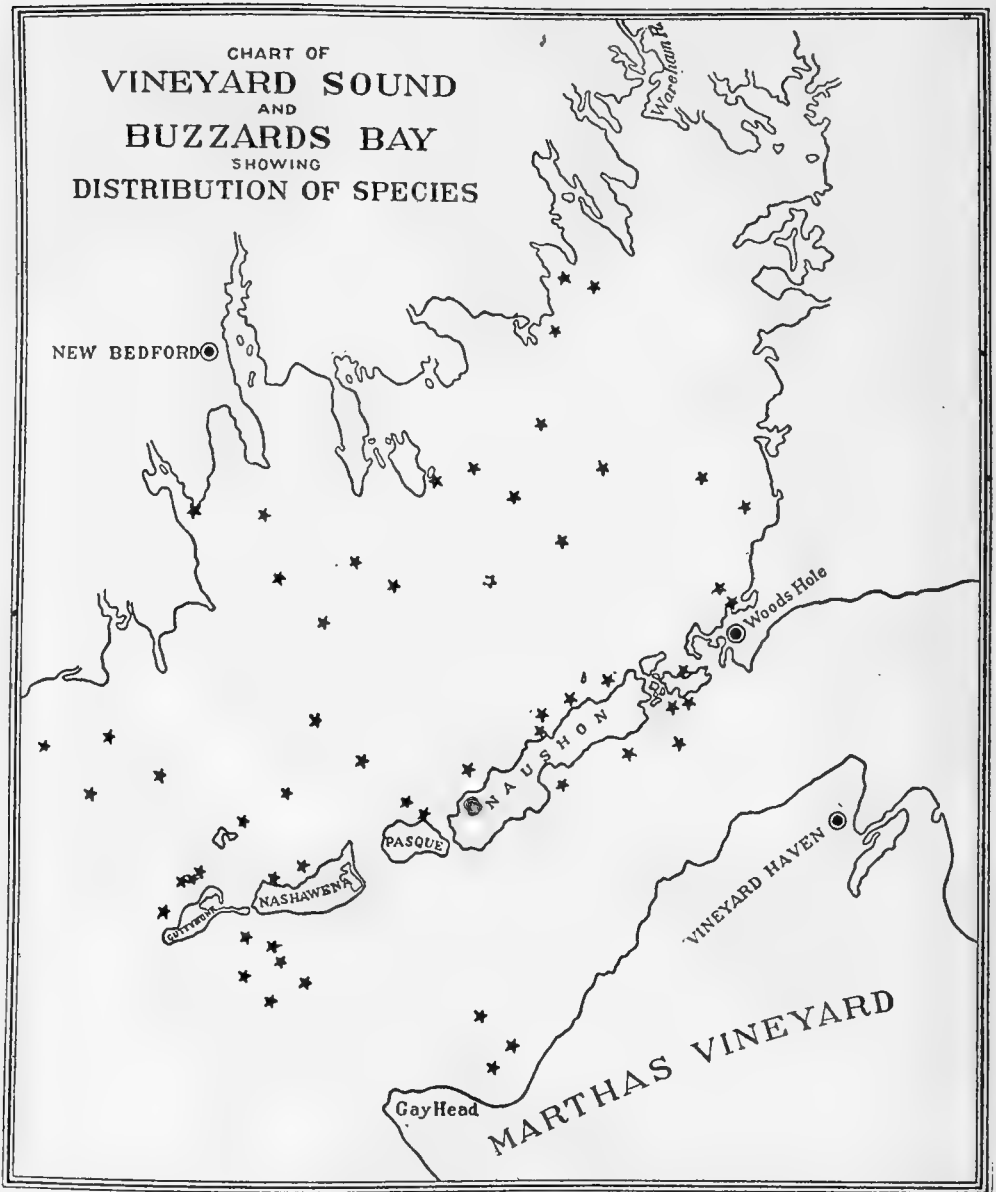 CHART OF
VINEYARD SOUND
AND
BUZZARDS BAY
SHOWING
DISTRIBUTION OF SPECIES
Wareham R.
NEW BEDFORD
Woods Hole
NAUSHON
PASQUE
NASHAWENA
CUTTYHUNK
VINEYARD HAVEN
MARTHAS VINEYARD
Gay Head